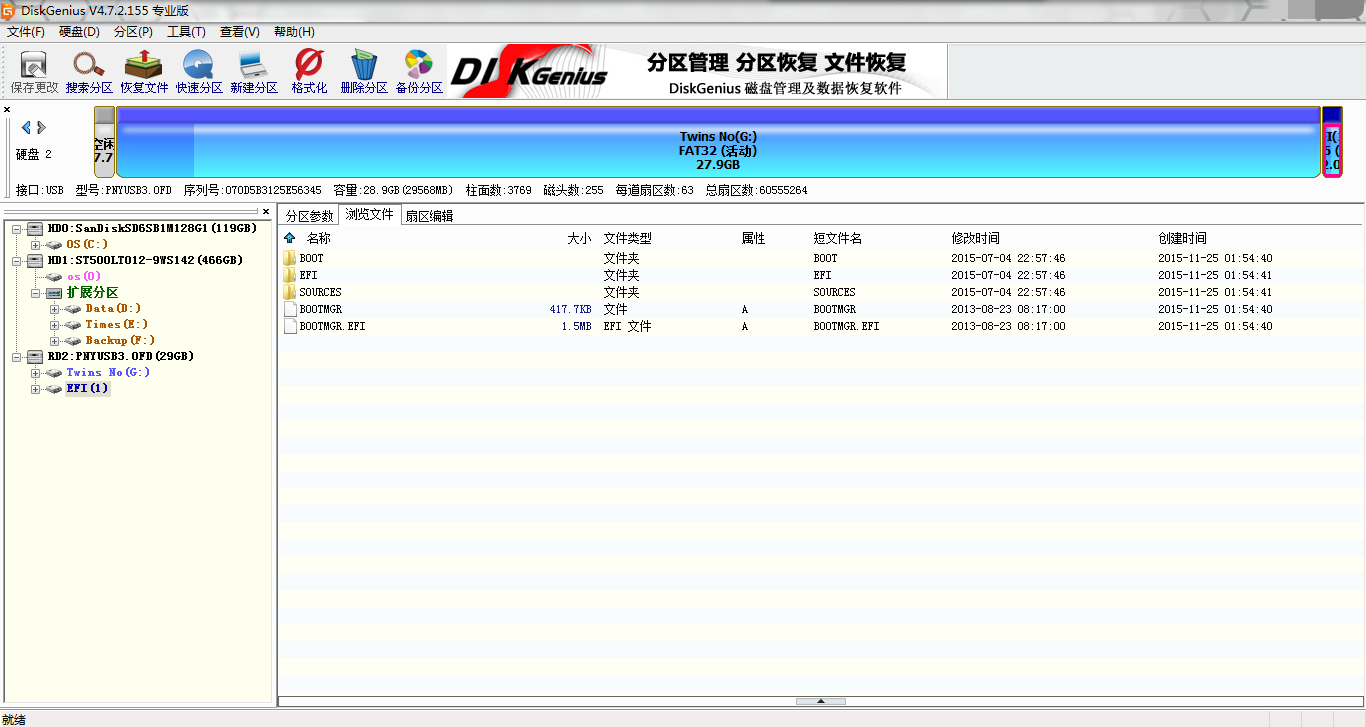 DiskGenius V4.7.2.155 专业版
文件(F) 硬盘(D) 分区(P) 工具(T) 查看(V) 帮助(H)
保存更改 搜索分区 恢复文件 快速分区 新建分区 格式化 删除分区 备份分区
DISKGenius
分区管理 分区恢复 文件恢复
DiskGenius 磁盘管理及数据恢复软件
硬盘 2
空闲
7.7
Twins No(G:)
FAT32 (活动)
27.9GB
接口:USB 型号:PNYUSB3.0FD 序列号:070D5B3125E56345 容量:28.9GB(29568MB) 柱面数:3769 磁头数:255 每道扇区数:63 总扇区数:60555264
HD0:SanDiskSD6SB1M128G1(119GB)
OS(C:)
HD1:ST500LT012-9WS142(466GB)
os(0)
扩展分区
Data(D:)
Times(E:)
Backup(F:)
RD2:PNYUSB3.0FD(29GB)
Twins No(G:)
EFI(1)
分区参数 浏览文件 扇区编辑
名称 大小 文件类型 属性 短文件名 修改时间 创建时间
BOOT 文件夹 BOOT 2015-07-04 22:57:46 2015-11-25 01:54:40
EFI 文件夹 EFI 2015-07-04 22:57:46 2015-11-25 01:54:41
SOURCES 文件夹 SOURCES 2015-07-04 22:57:46 2015-11-25 01:54:41
BOOTMGR 417.7KB 文件 A BOOTMGR 2013-08-23 08:17:00 2015-11-25 01:54:40
BOOTMGR.EFI 1.5MB EFI 文件 A BOOTMGR.EFI 2013-08-23 08:17:00 2015-11-25 01:54:40
就绪